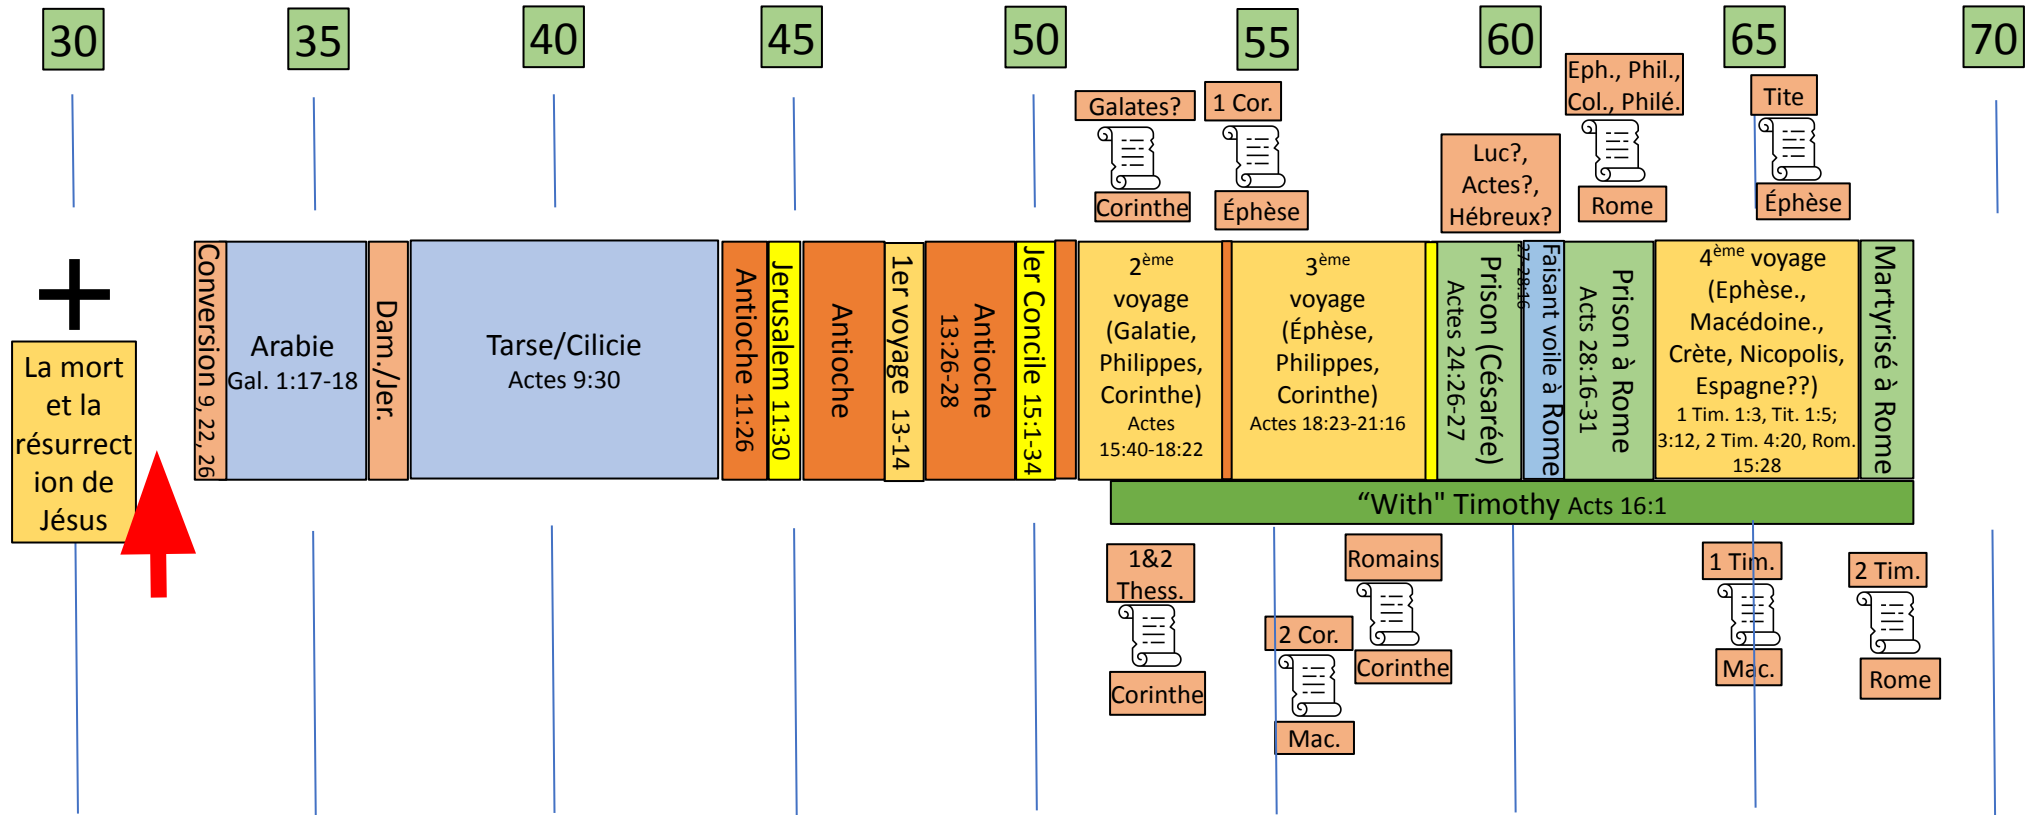 30
35
40
45
50
55
60
65
70
Galates?
Corinthe
1 Cor.
Éphèse
Luc?,
Actes?,
Hébreux?
Eph., Phil.,
Col., Philé.
Rome
Tite
Éphèse
La mort
et la
résurrect
ion de
Jésus
Conversion 9, 22, 26
Arabie
Gal. 1:17-18
Dam./Jer.
Tarse/Cilicie
Actes 9:30
Antioche 11:26
Jerusalem 11:30
Antioche
1er voyage 13-14
Antioche
13:26-28
Jer Concile 15:1-34
2ème
voyage
(Galatie,
Philippes,
Corinthe)
Actes
15:40-18:22
3ème
voyage
(Éphèse,
Philippes,
Corinthe)
Actes 18:23-21:16
Prison (Césarée)
Actes 24:26-27
Faisant voile à Rome
27-28:16
Prison à Rome
Acts 28:16-31
4ème voyage
(Ephèse.,
Macédoine.,
Crète, Nicopolis,
Espagne??)
1 Tim. 1:3, Tit. 1:5;
3:12, 2 Tim. 4:20, Rom.
15:28
Martyrisé à Rome
“With" Timothy Acts 16:1
1&2
Thess.
Corinthe
2 Cor.
Mac.
Romains
Corinthe
1 Tim.
Mac.
2 Tim.
Rome